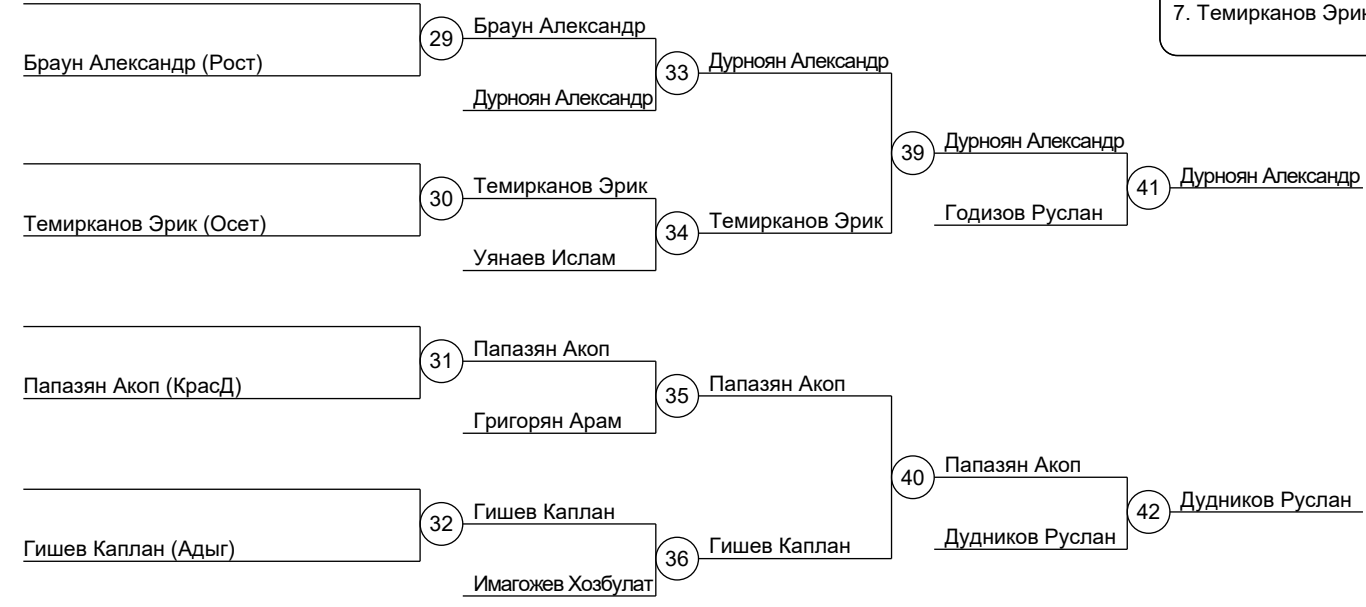 7. Темирканов Эрик
Браун Александр (Рост)
29
Браун Александр
Дурноян Александр
33
Дурноян Александр
Темирканов Эрик (Осет)
30
Темирканов Эрик
Уянаев Ислам
34
Темирканов Эрик
39
Дурноян Александр
Годизов Руслан
41
Дурноян Александр
Папазян Акоп (КрасД)
31
Папазян Акоп
Григорян Арам
35
Папазян Акоп
Гишев Каплан (Адыг)
32
Гишев Каплан
Имагожев Хозбулат
36
Гишев Каплан
40
Папазян Акоп
Дудников Руслан
42
Дудников Руслан